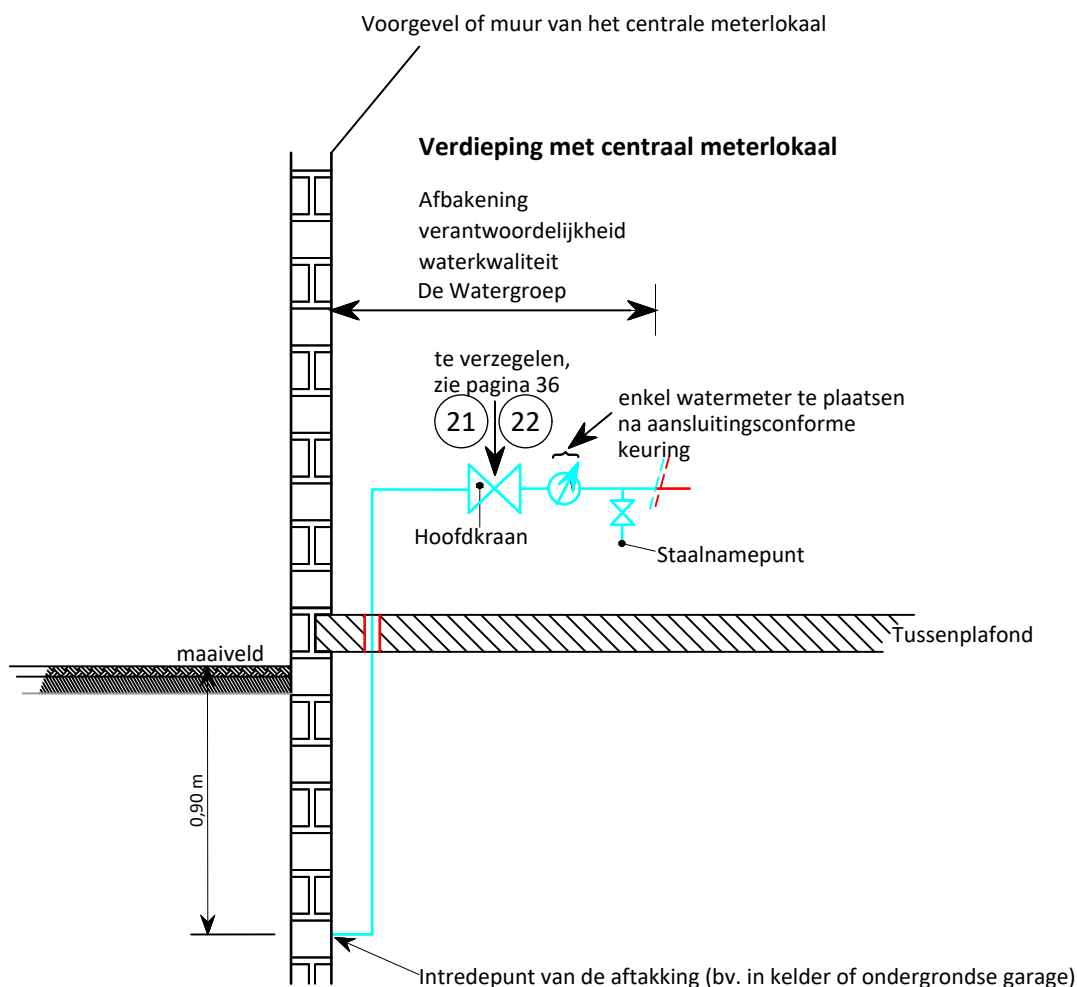 Voorgevel of muur van het centrale meterlokaal
Verdieping met centraal meterlokaal
Afbakening
verantwoordelijkheid
waterkwaliteit
De Watergroep
te verzegelen,
zie pagina 36
21 22
enkel watermeter te plaatsen
na aansluitingsconforme
keuring
Hoofdkraan
Staalnamepunt
Tussenplafond
maaiveld
0,90 m
Intredepunt van de aftakking (bv. in kelder of ondergrondse garage)